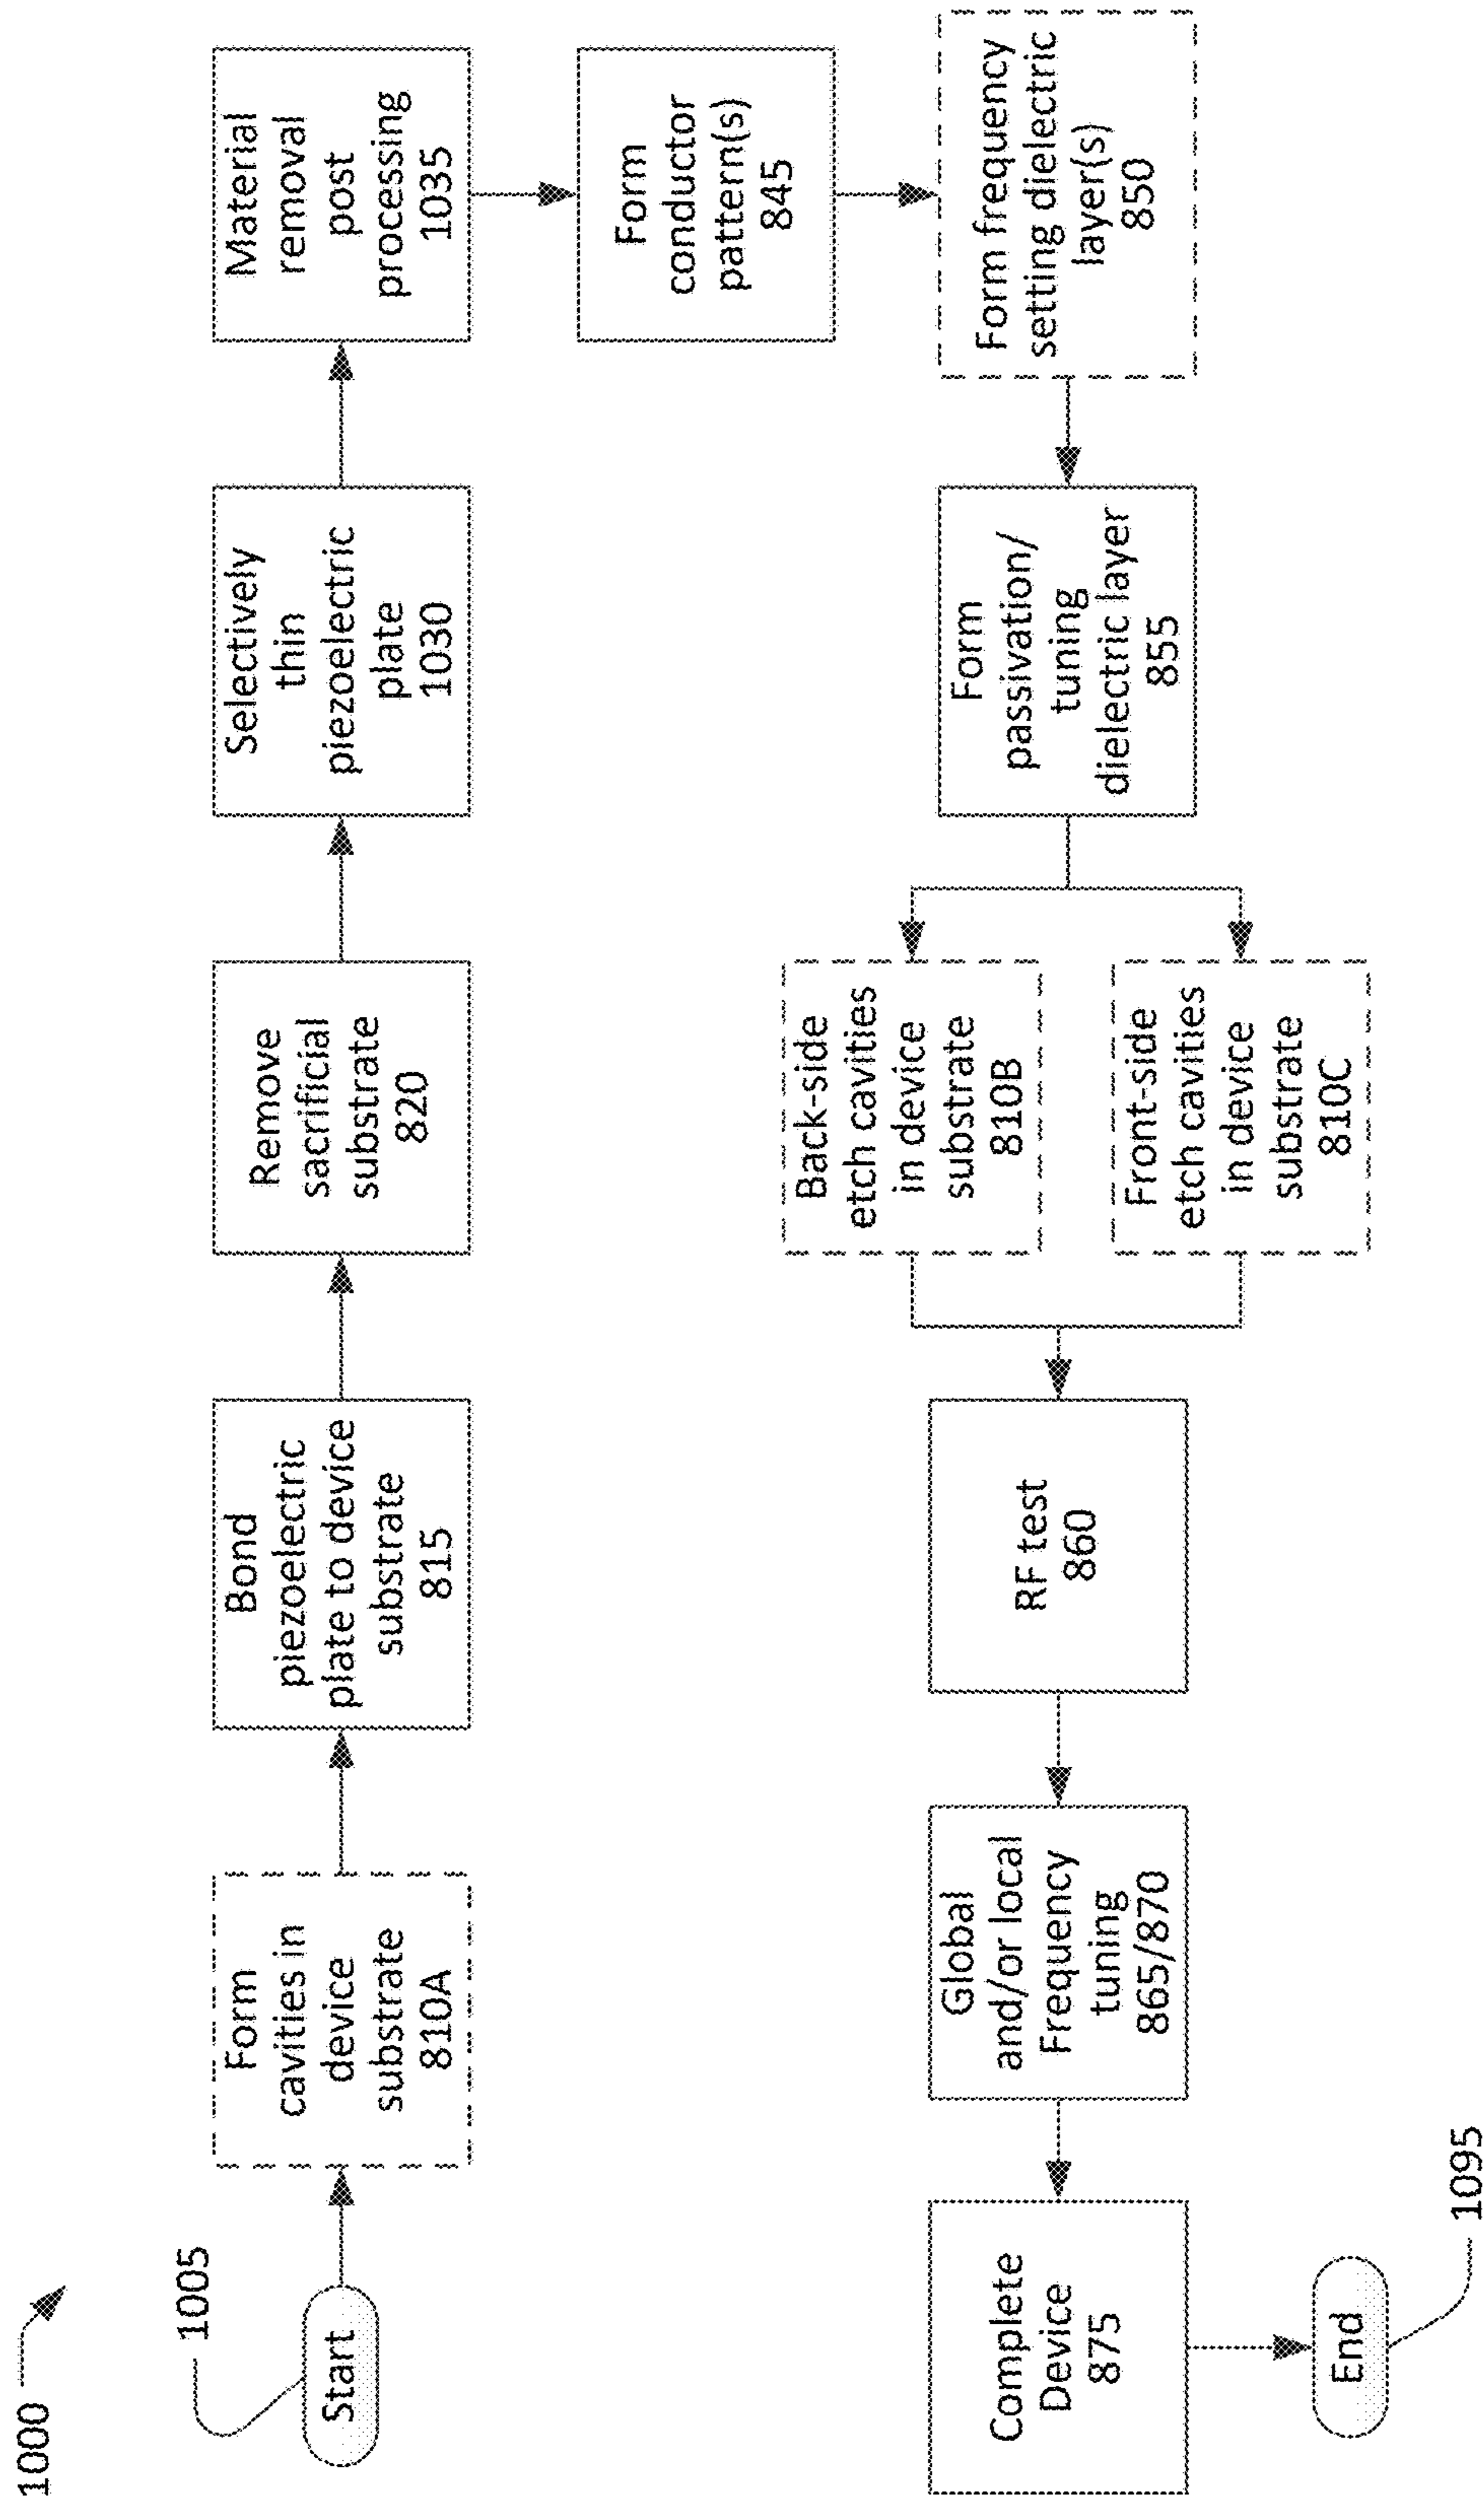 1000
1005
Start
Form
cavities in
device
substrate
810A
Bond
piezoelectric
plate to device
substrate
815
Remove
sacrificial
substrate
820
Selectively
thin
piezoelectric
plate
1030
Material
removal
post
processing
1035
Form
conductor
pattern(s)
845
Form frequency
setting dielectric
layer(s)
850
Form
passivation/
tuning
dielectric layer
855
Back-side
etch cavities
in device
substrate
810B
Front-side
etch cavities
in device
substrate
810C
RF test
860
Global
and/or local
Frequency
tuning
865/870
Complete
Device
875
End
1095